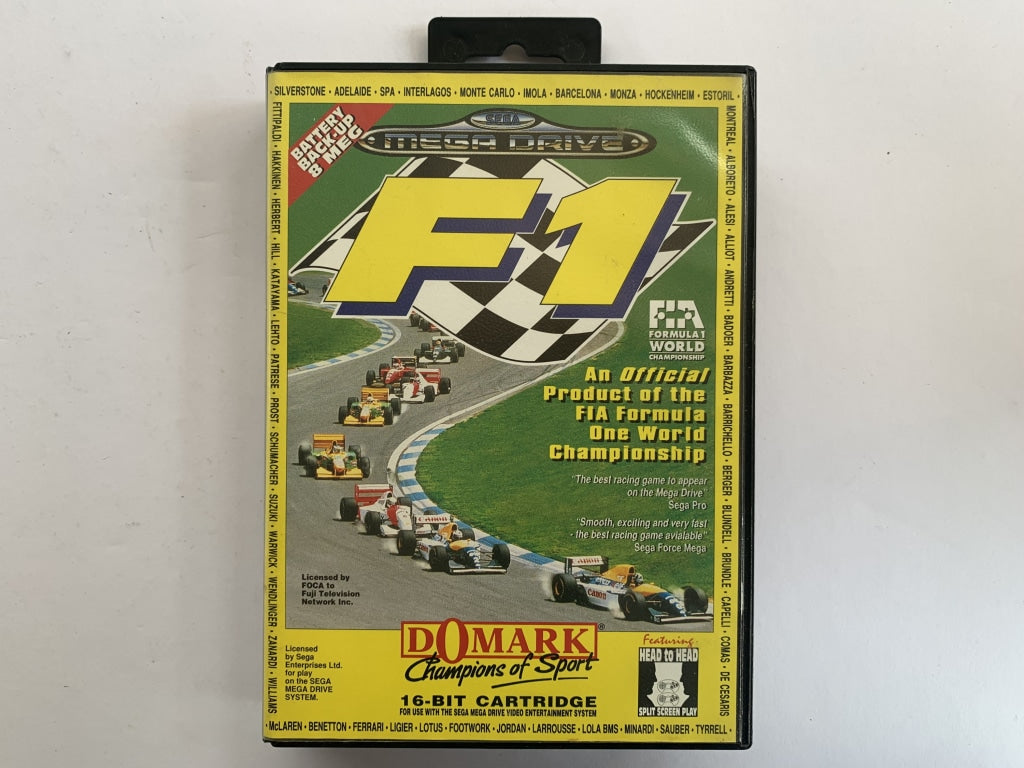 · SILVERSTONE · ADELAIDE · SPA · INTERLAGOS · MONTE CARLO · IMOLA · BARCELONA · MONZA · HOCKENHEIM · ESTORIL ·
MONTREAL · ALBORETO · ALESI · ALLIOT · ANDRETTI · BADOER · BARBAZZA · BARRICHELLO · BERGER · BLUNDELL · BRUNDLE · CAPELLI · COMAS · DE CESARIS
FITTIPALDI · HAKKINEN · HERBERT · HILL · KATAYAMA · LEHTO · PATRESE · PROST · SCHUMACHER · SUZUKI · WARWICK · WENDLINGER · ZANARDI · WILLIAMS
BATTERY
BACK-UP
8 MEG
SEGA
MEGA DRIVE
F1
FIA
FORMULA 1
WORLD
CHAMPIONSHIP
An Official
Product of the
FIA Formula
One World
Championship
"The best racing game to appear
on the Mega Drive"
Sega Pro
"Smooth, exciting and very fast
- the best racing game avialable"
Sega Force Mega
Canon
Canon
Canon
Licensed by
FOCA to
Fuji Television
Network Inc.
Licensed
by Sega
Enterprises Ltd.
for play
on the SEGA
MEGA DRIVE
SYSTEM.
DOMARK®
Champions of Sport
16-BIT CARTRIDGE
FOR USE WITH THE SEGA MEGA DRIVE VIDEO ENTERTAINMENT SYSTEM
Featuring
HEAD to HEAD
SPLIT SCREEN PLAY
· McLAREN · BENETTON · FERRARI · LIGIER · LOTUS · FOOTWORK · JORDAN · LARROUSSE · LOLA BMS · MINARDI · SAUBER · TYRRELL ·